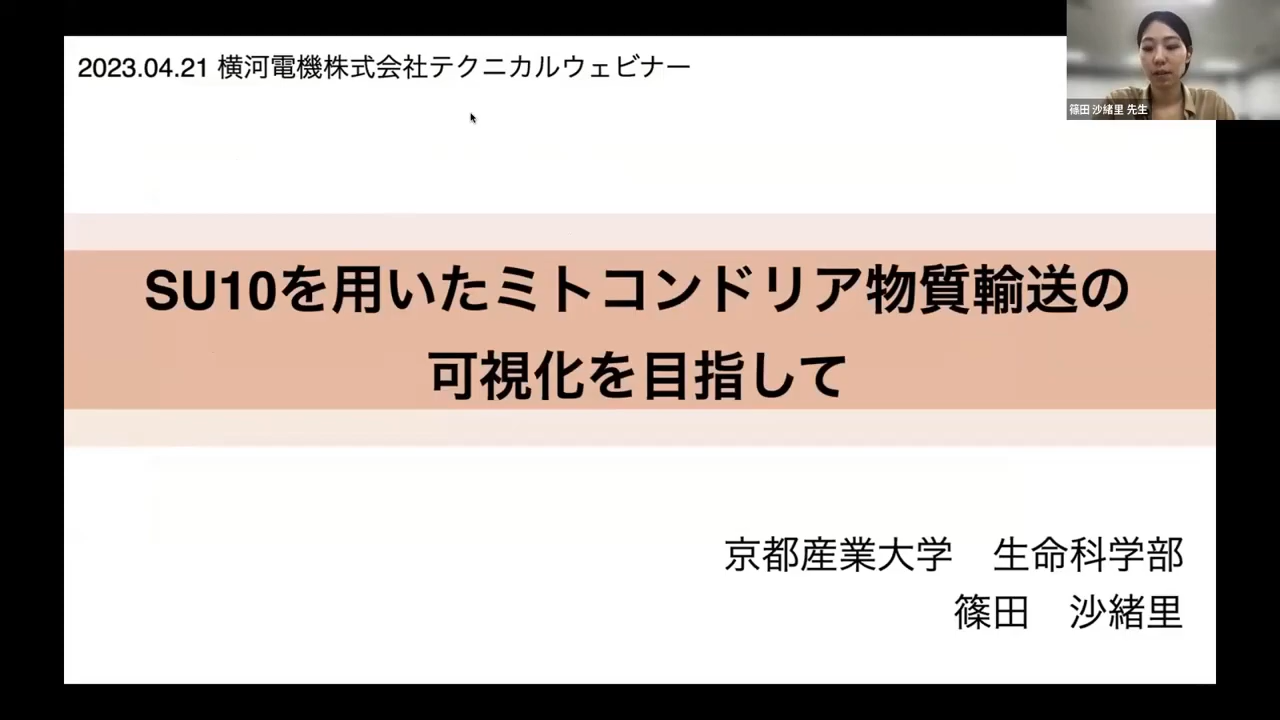 2023.04.21 横河電機株式会社テクニカルウェビナー
篠田 沙緒里 先生
SU10を用いたミトコンドリア物質輸送の
可視化を目指して
京都産業大学　生命科学部
篠田　沙緒里